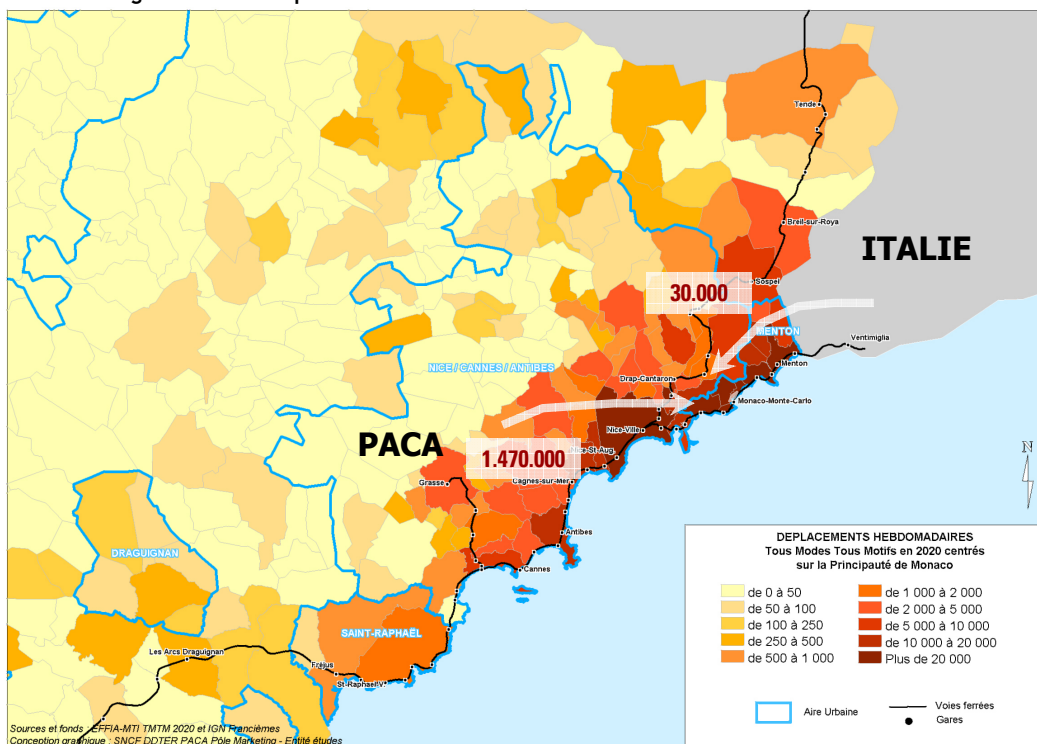 Tende
Breil-sur-Roya
ITALIE
Sospel
30.000
MENTON
Ventimiglia
Menton
NICE / CANNES / ANTIBES
Drap-Cantaron
Monaco-Monte-Carlo
Nice-Ville
PACA
Nice-St-Aug.
1.470.000
Grasse
Cagnes-sur-Mer
N
Antibes
DRAGUIGNAN
Cannes
SAINT-RAPHAËL
Les Arcs Draguignan
Fréjus
St-Raphaël V.
DEPLACEMENTS HEBDOMADAIRES
Tous Modes Tous Motifs en 2020 centrés
sur la Principauté de Monaco
de 0 à 50
de 50 à 100
de 100 à 250
de 250 à 500
de 500 à 1 000
de 1 000 à 2 000
de 2 000 à 5 000
de 5 000 à 10 000
de 10 000 à 20 000
Plus de 20 000
Aire Urbaine
Voies ferrées
Gares
Sources et fonds : EFFIA-MTI TMTM 2020 et IGN Francièmes
Conception graphique : SNCF DDTER PACA Pôle Marketing - Entité études